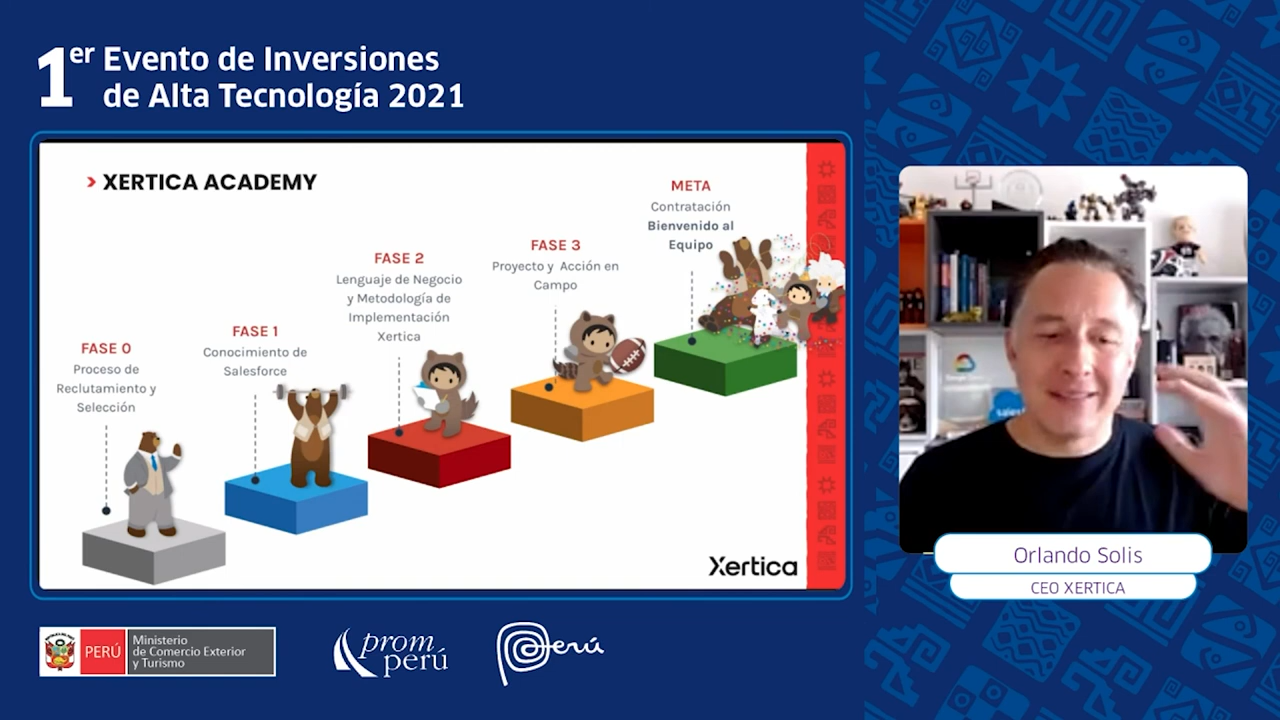 1er Evento de Inversiones
de Alta Tecnología 2021
> XERTICA ACADEMY
FASE 0
Proceso de
Reclutamiento y
Selección
FASE 1
Conocimiento de
Salesforce
FASE 2
Lenguaje de Negocio
y Metodología de
Implementación
Xertica
FASE 3
Proyecto y Acción en
Campo
META
Contratación
Bienvenido al
Equipo
Xertica
Orlando Solis
CEO XERTICA
PERÚ
Ministerio
de Comercio Exterior
y Turismo
prom
perú
Perú